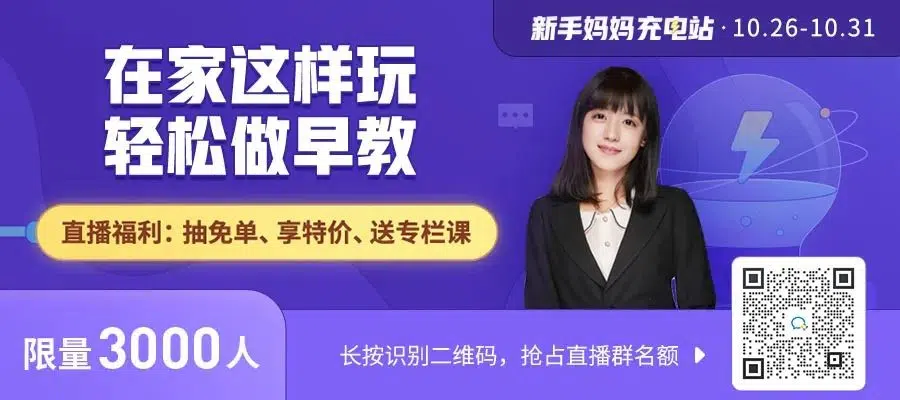 新手妈妈充电站·10.26-10.31
在家这样玩
轻松做早教
直播福利：抽免单、享特价、送专栏课
限量3000人
长按识别二维码，抢占直播群名额